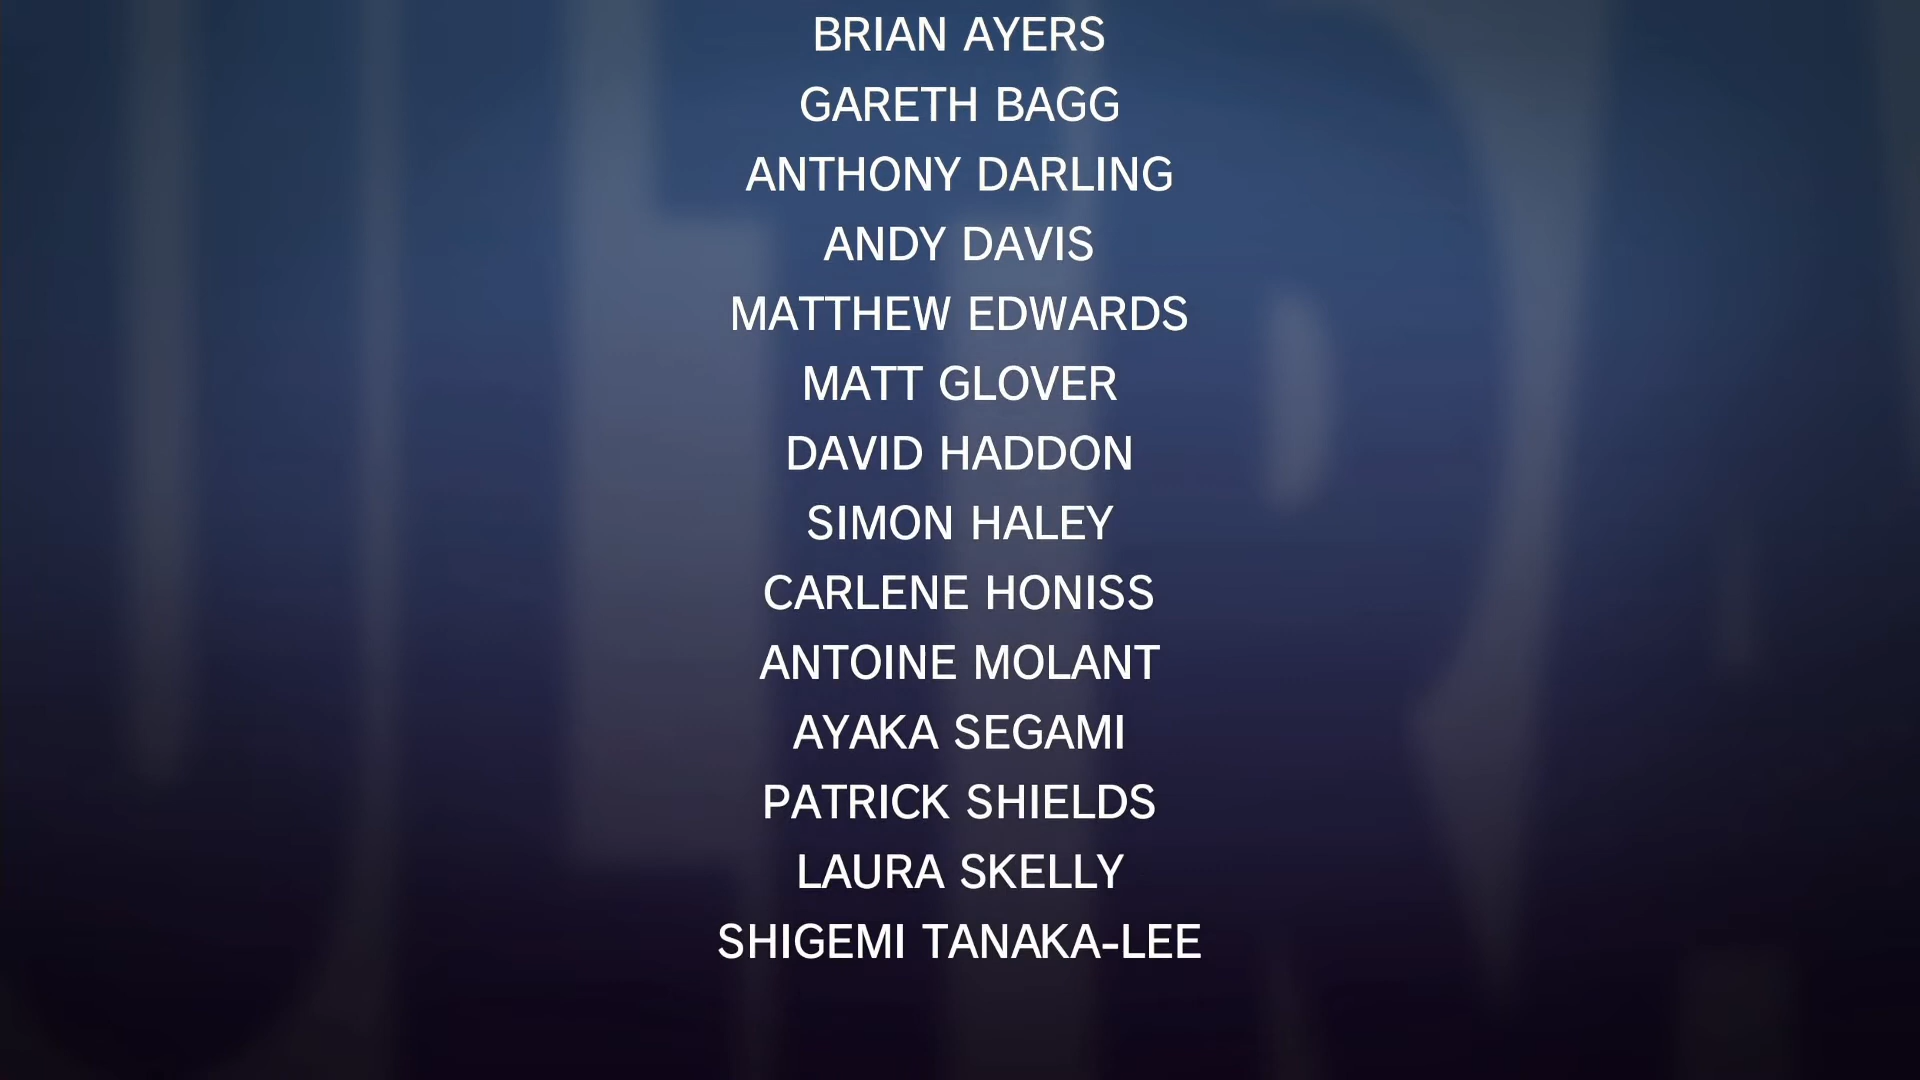 BRIAN AYERS
GARETH BAGG
ANTHONY DARLING
ANDY DAVIS
MATTHEW EDWARDS
MATT GLOVER
DAVID HADDON
SIMON HALEY
CARLENE HONISS
ANTOINE MOLANT
AYAKA SEGAMI
PATRICK SHIELDS
LAURA SKELLY
SHIGEMI TANAKA-LEE